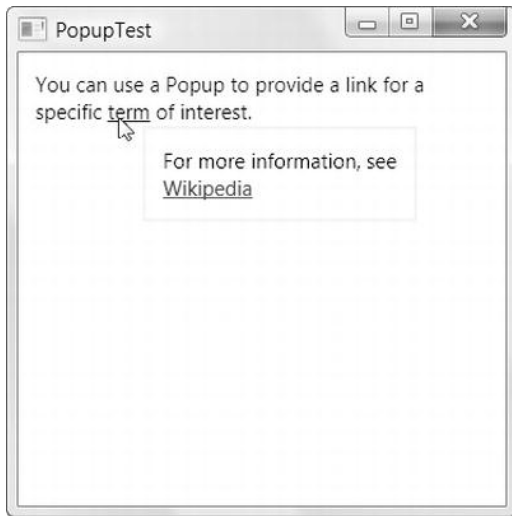 PopupTest
You can use a Popup to provide a link for a
specific term of interest.
For more information, see
Wikipedia